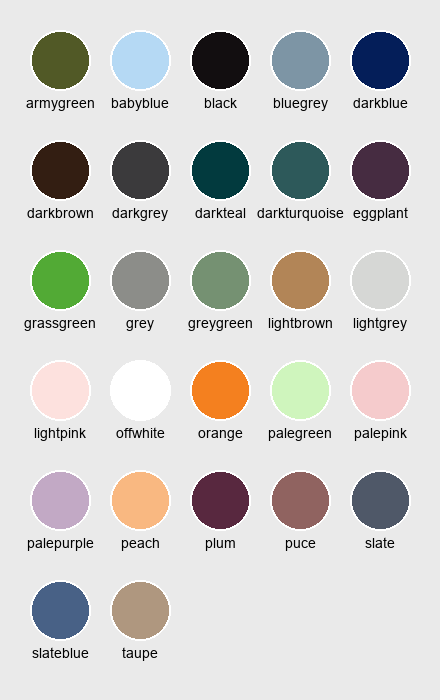 armygreen babyblue black bluegrey darkblue
darkbrown darkgrey darkteal darkturquoise eggplant
grassgreen grey greygreen lightbrown lightgrey
lightpink offwhite orange palegreen palepink
palepurple peach plum puce slate
slateblue taupe